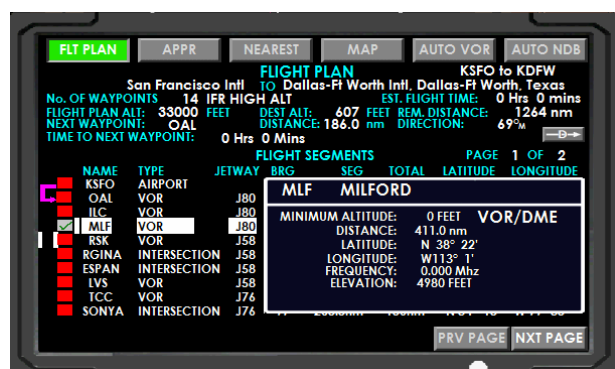 FLT PLAN APPR NEAREST MAP AUTO VOR AUTO NDB
FLIGHT PLAN KSFO to KDFW
San Francisco Intl TO Dallas-Ft Worth Intl, Dallas-Ft Worth, Texas
No. OF WAYPOINTS 14 IFR HIGH ALT EST. FLIGHT TIME: 0 Hrs 0 mins
FLIGHT PLAN ALT: 33000 FEET DEST ALT: 607 FEET REM. DISTANCE: 1264 nm
NEXT WAYPOINT: OAL DISTANCE: 186.0 nm DIRECTION: 69°M
TIME TO NEXT WAYPOINT: 0 Hrs 0 Mins D
FLIGHT SEGMENTS PAGE 1 OF 2
NAME TYPE JETWAY BRG SEG TOTAL LATITUDE LONGITUDE
KSFO AIRPORT
OAL VOR J80
ILC VOR J80
MLF VOR J80
RSK VOR J58
RGINA INTERSECTION J58
ESPAN INTERSECTION J58
LVS VOR J58
TCC VOR J76
SONYA INTERSECTION J76
MLF MILFORD
MINIMUM ALTITUDE: 0 FEET VOR/DME
DISTANCE: 411.0 nm
LATITUDE: N 38° 22'
LONGITUDE: W113° 1'
FREQUENCY: 0.000 Mhz
ELEVATION: 4980 FEET
PRV PAGE NXT PAGE